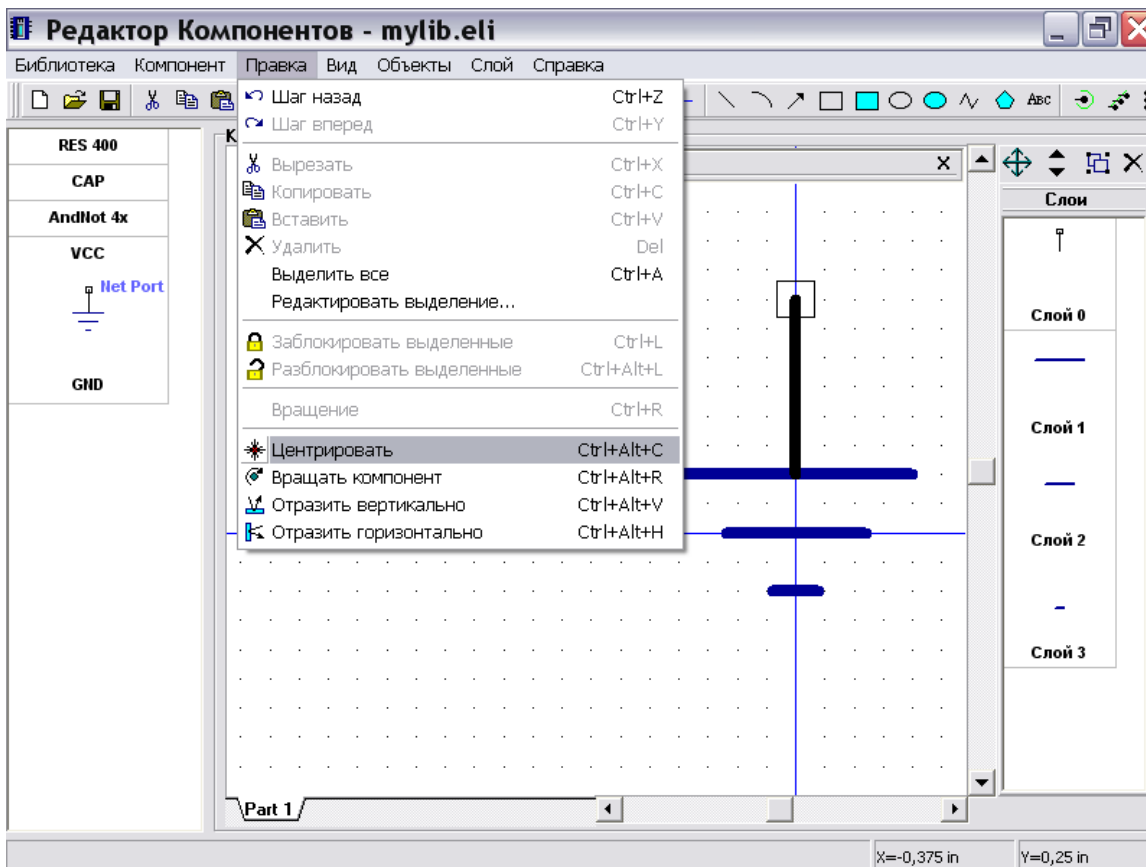 Редактор Компонентов - mylib.eli
Библиотека Компонент Правка Вид Объекты Слой Справка
ABC
RES 400
CAP
AndNot 4x
VCC
Net Port
GND
К
Шаг назад Ctrl+Z
Шаг вперед Ctrl+Y
Вырезать Ctrl+X
Копировать Ctrl+C
Вставить Ctrl+V
Удалить Del
Выделить все Ctrl+A
Редактировать выделение...
Заблокировать выделенные Ctrl+L
Разблокировать выделенные Ctrl+Alt+L
Вращение Ctrl+R
Центрировать Ctrl+Alt+C
Вращать компонент Ctrl+Alt+R
Отразить вертикально Ctrl+Alt+V
Отразить горизонтально Ctrl+Alt+H
Слои
Слой 0
Слой 1
Слой 2
Слой 3
Part 1
X=-0,375 in Y=0,25 in